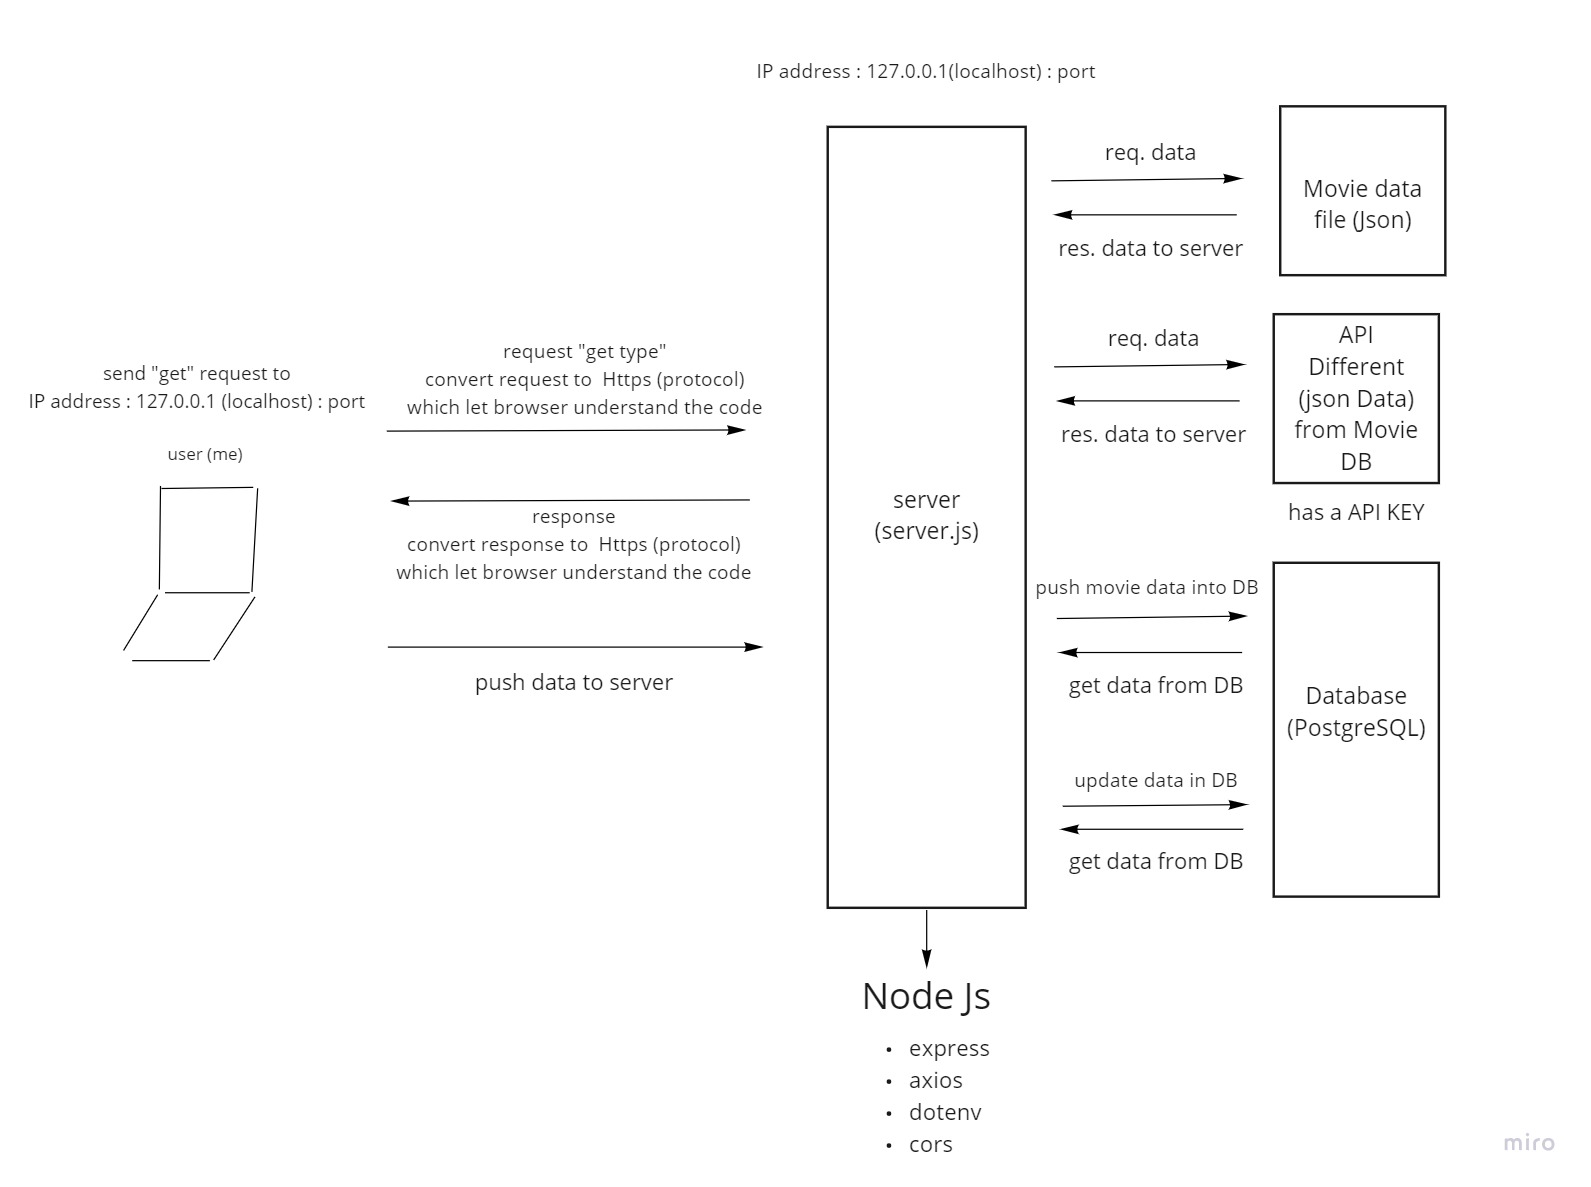 IP address : 127.0.0.1(localhost) : port
send "get" request to
IP address : 127.0.0.1 (localhost) : port
user (me)
request "get type"
convert request to  Https (protocol)
which let browser understand the code
response
convert response to  Https (protocol)
which let browser understand the code
push data to server
server
(server.js)
req. data
res. data to server
Movie data
file (Json)
req. data
res. data to server
API
Different
(json Data)
from Movie
DB
has a API KEY
push movie data into DB
get data from DB
update data in DB
get data from DB
Database
(PostgreSQL)
Node Js
• express
• axios
• dotenv
• cors
miro